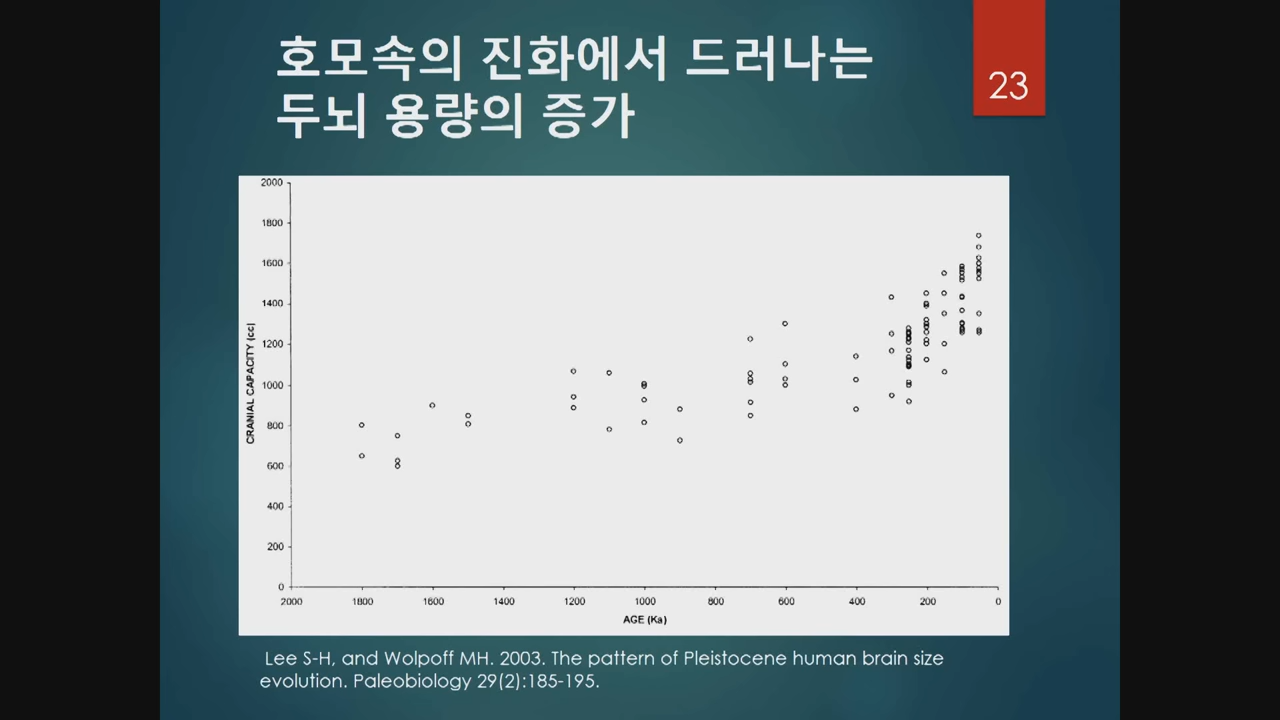 호모속의 진화에서 드러나는
두뇌 용량의 증가
23
2000
1800
1600
1400
1200
1000
800
600
400
200
0
CRANIAL CAPACITY (cc)
2000 1800 1600 1400 1200 1000 800 600 400 200 0
AGE (Ka)
Lee S-H, and Wolpoff MH. 2003. The pattern of Pleistocene human brain size
evolution. Paleobiology 29(2):185-195.